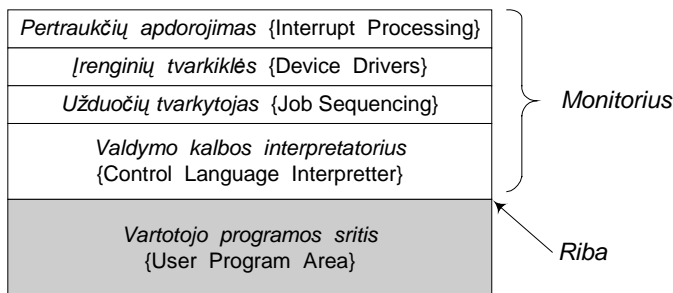 Pertraukčių apdorojimas {Interrupt Processing}
Įrenginių tvarkiklės {Device Drivers}
Užduočių tvarkytojas {Job Sequencing}
Valdymo kalbos interpretatorius
{Control Language Interpretter}
Monitorius
Vartotojo programos sritis
{User Program Area}
Riba